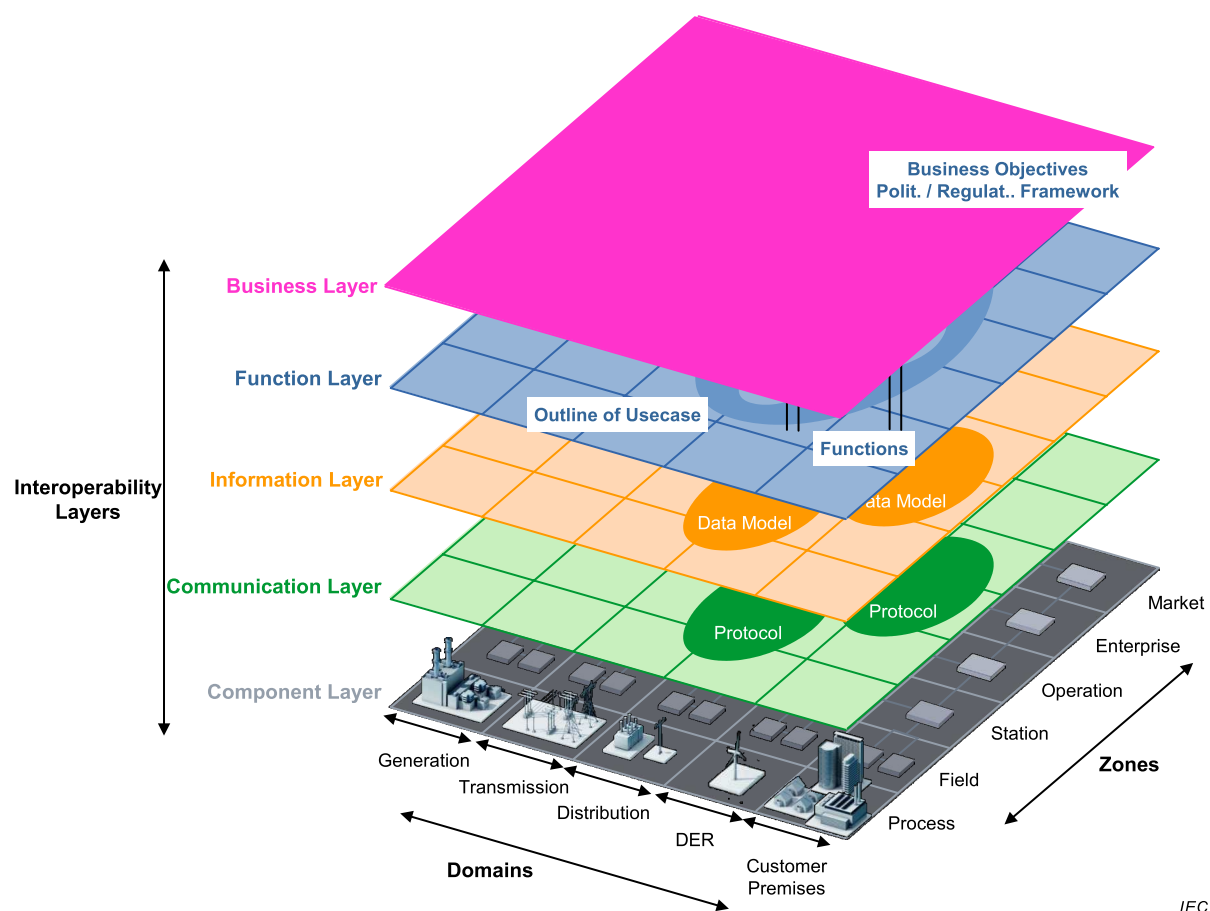 Business Objectives
Polit. / Regulat.. Framework
Business Layer
Function Layer
Outline of Usecase
Functions
Information Layer
Data Model
ata Model
Interoperability
Layers
Communication Layer
Protocol
Protocol
Component Layer
Market
Enterprise
Operation
Station
Field
Process
Zones
Generation
Transmission
Distribution
DER
Customer
Premises
Domains
IEC